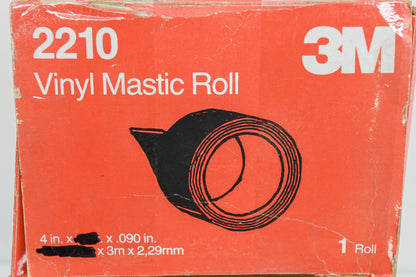 2210
3M
Vinyl Mastic Roll
4 in. x x .090 in.
x 3m x 2,29mm
1 Roll